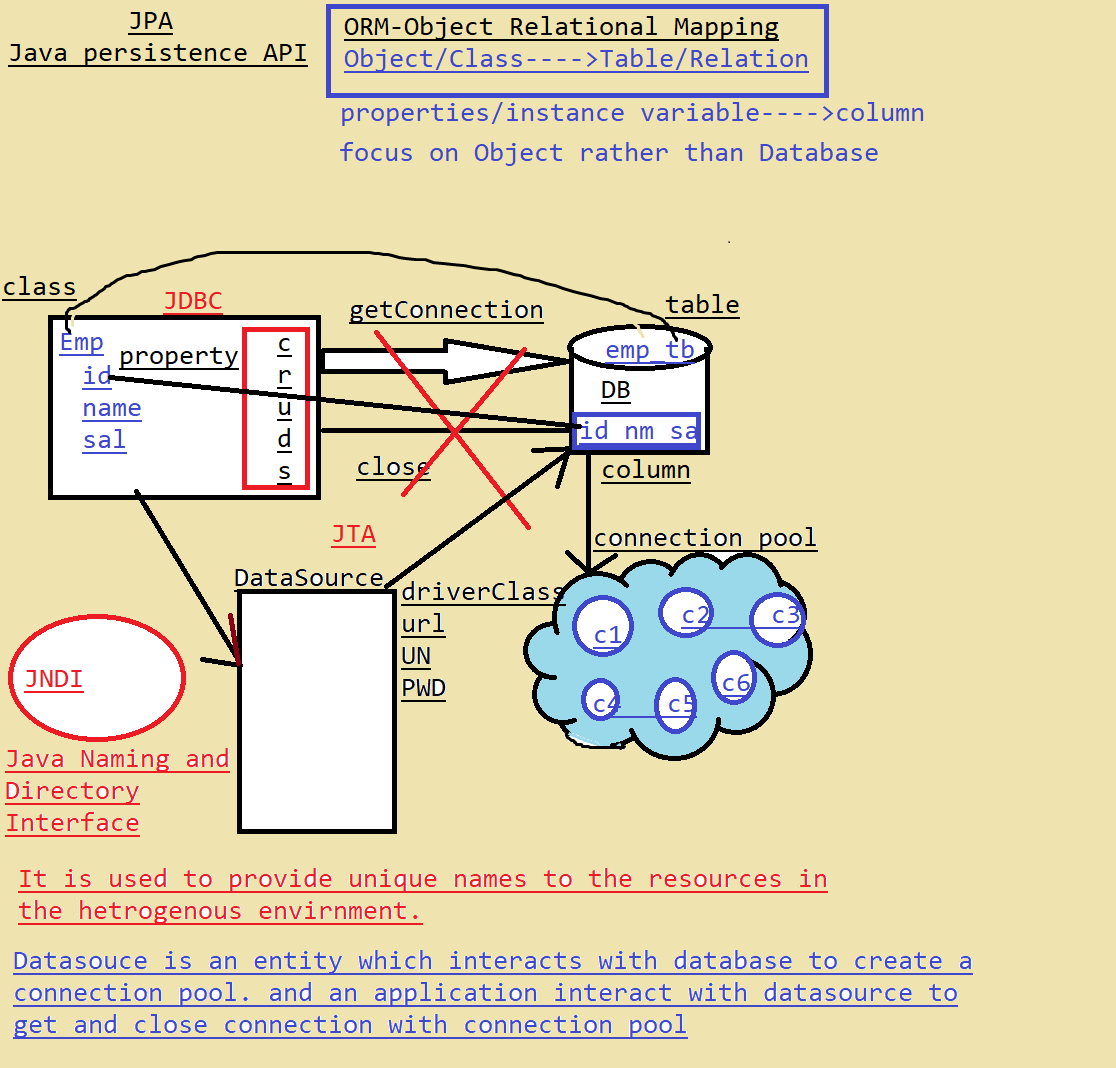 JPA
Java persistence API
ORM-Object Relational Mapping
Object/Class---->Table/Relation
properties/instance variable---->column
focus on Object rather than Database
class
JDBC
getConnection
table
Emp
property
id
name
sal
c
r
u
d
s
emp_tb
DB
id nm sa
close
column
JTA
connection pool
DataSource
driverClass
url
UN
PWD
c1
c2
c3
c4
c5
c6
JNDI
Java Naming and
Directory
Interface
It is used to provide unique names to the resources in
the hetrogenous envirnment.
Datasouce is an entity which interacts with database to create a
connection pool. and an application interact with datasource to
get and close connection with connection pool